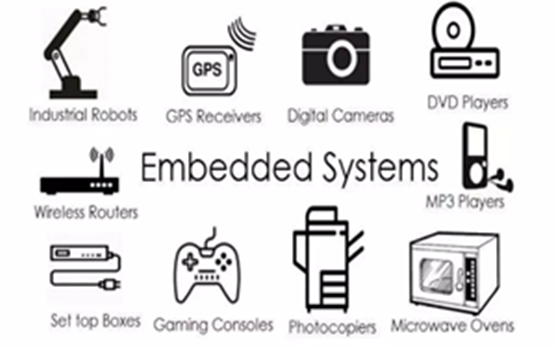 GPS
Industrial Robots
GPS Receivers
Digital Cameras
DVD Players
Embedded Systems
Wireless Routers
MP3 Players
Set top Boxes
Gaming Consoles
Photocopiers
Microwave Ovens